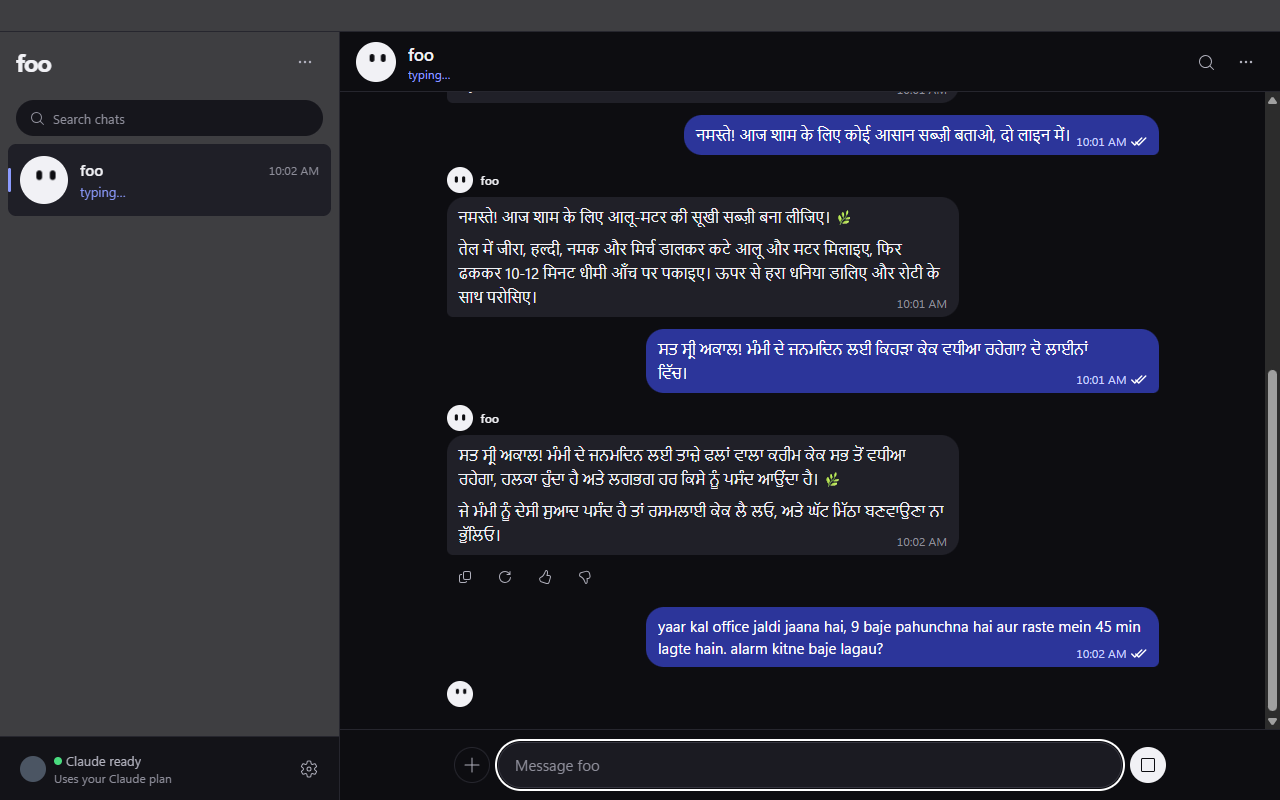 foo
Search chats
foo
10:02 AM
typing...
Claude ready
Uses your Claude plan
foo
typing...
नमस्ते! आज शाम के लिए कोई आसान सब्ज़ी बताओ, दो लाइन में।
10:01 AM
foo
नमस्ते! आज शाम के लिए आलू-मटर की सूखी सब्ज़ी बना लीजिए। 🌿
तेल में जीरा, हल्दी, नमक और मिर्च डालकर कटे आलू और मटर मिलाइए, फिर
ढककर 10-12 मिनट धीमी आँच पर पकाइए। ऊपर से हरा धनिया डालिए और रोटी के
साथ परोसिए।
10:01 AM
ਸਤ ਸ੍ਰੀ ਅਕਾਲ! ਮੰਮੀ ਦੇ ਜਨਮਦਿਨ ਲਈ ਕਿਹੜਾ ਕੇਕ ਵਧੀਆ ਰਹੇਗਾ? ਦੋ ਲਾਈਨਾਂ
ਵਿੱਚ।
10:01 AM
foo
ਸਤ ਸ੍ਰੀ ਅਕਾਲ! ਮੰਮੀ ਦੇ ਜਨਮਦਿਨ ਲਈ ਤਾਜ਼ੇ ਫਲਾਂ ਵਾਲਾ ਕਰੀਮ ਕੇਕ ਸਭ ਤੋਂ ਵਧੀਆ
ਰਹੇਗਾ, ਹਲਕਾ ਹੁੰਦਾ ਹੈ ਅਤੇ ਲਗਭਗ ਹਰ ਕਿਸੇ ਨੂੰ ਪਸੰਦ ਆਉਂਦਾ ਹੈ। 🌿
ਜੇ ਮੰਮੀ ਨੂੰ ਦੇਸੀ ਸੁਆਦ ਪਸੰਦ ਹੈ ਤਾਂ ਰਸਮਲਾਈ ਕੇਕ ਲੈ ਲਓ, ਅਤੇ ਘੱਟ ਮਿੱਠਾ ਬਣਵਾਉਣਾ ਨਾ
ਭੁੱਲਿਓ।
10:02 AM
yaar kal office jaldi jaana hai, 9 baje pahunchna hai aur raste mein 45 min
lagte hain. alarm kitne baje lagau?
10:02 AM
Message foo